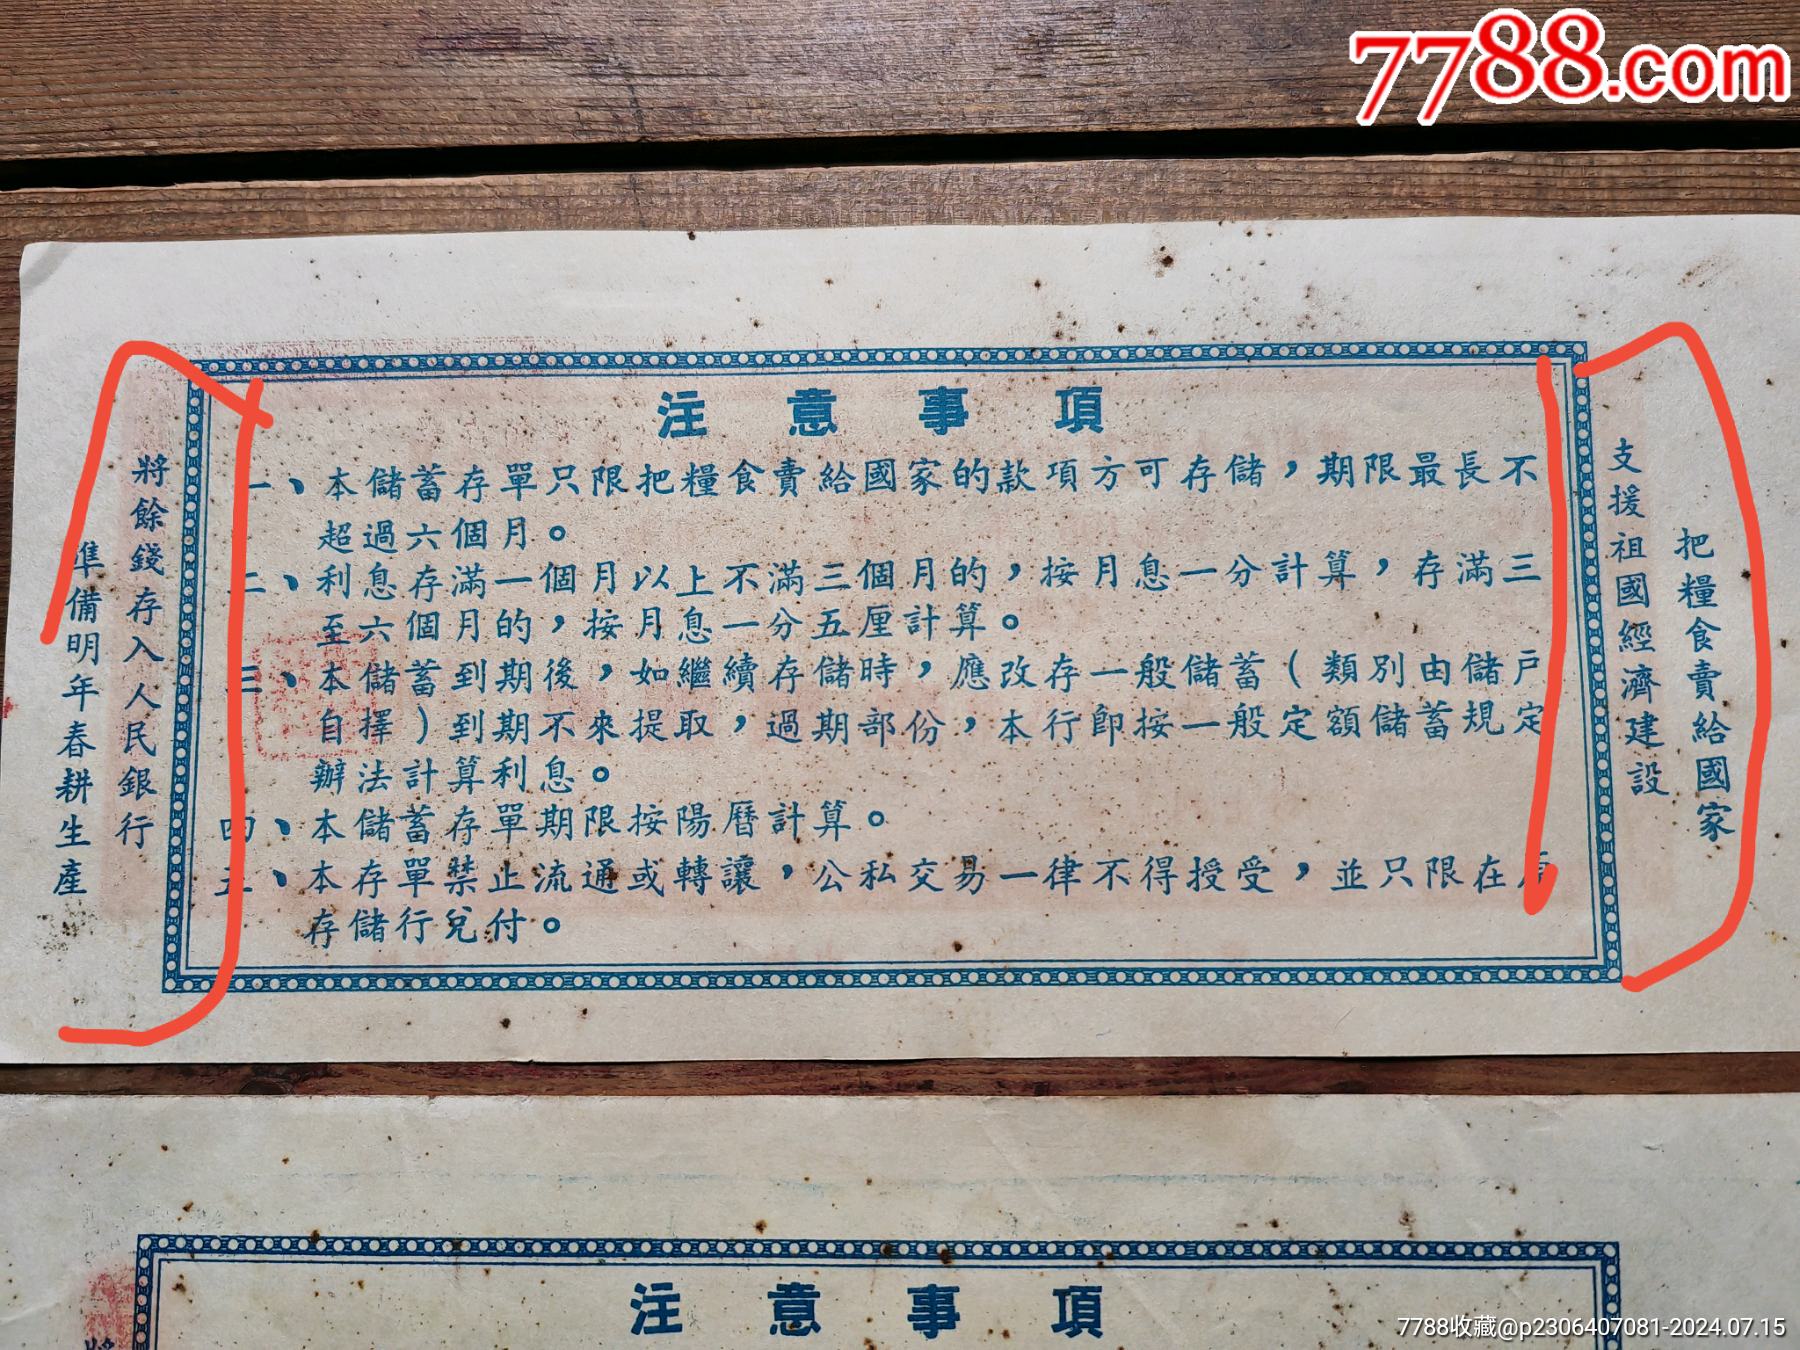 7788.com
把糧食賣給國家
支援祖國經濟建設
注意事項
一、本儲蓄存單只限把糧食賣給國家的款項方可存儲，期限最長不
超過六個月。
二、利息存滿一個月以上不滿三個月的，按月息一分計算，存滿三
至六個月的，按月息一分五厘計算。
三、本儲蓄到期後，如繼續存儲時，應改存一般儲蓄（類別由儲戶
自擇）到期不來提取，過期部份，本行即按一般定額儲蓄規定
辦法計算利息。
四、本儲蓄存單期限按陽曆計算。
五、本存單禁止流通或轉讓，公私交易一律不得授受，並只限在原
存儲行兌付。
將餘錢存入人民銀行
準備明年春耕生產
注意事項
將
7788收藏@p2306407081-2024.07.15